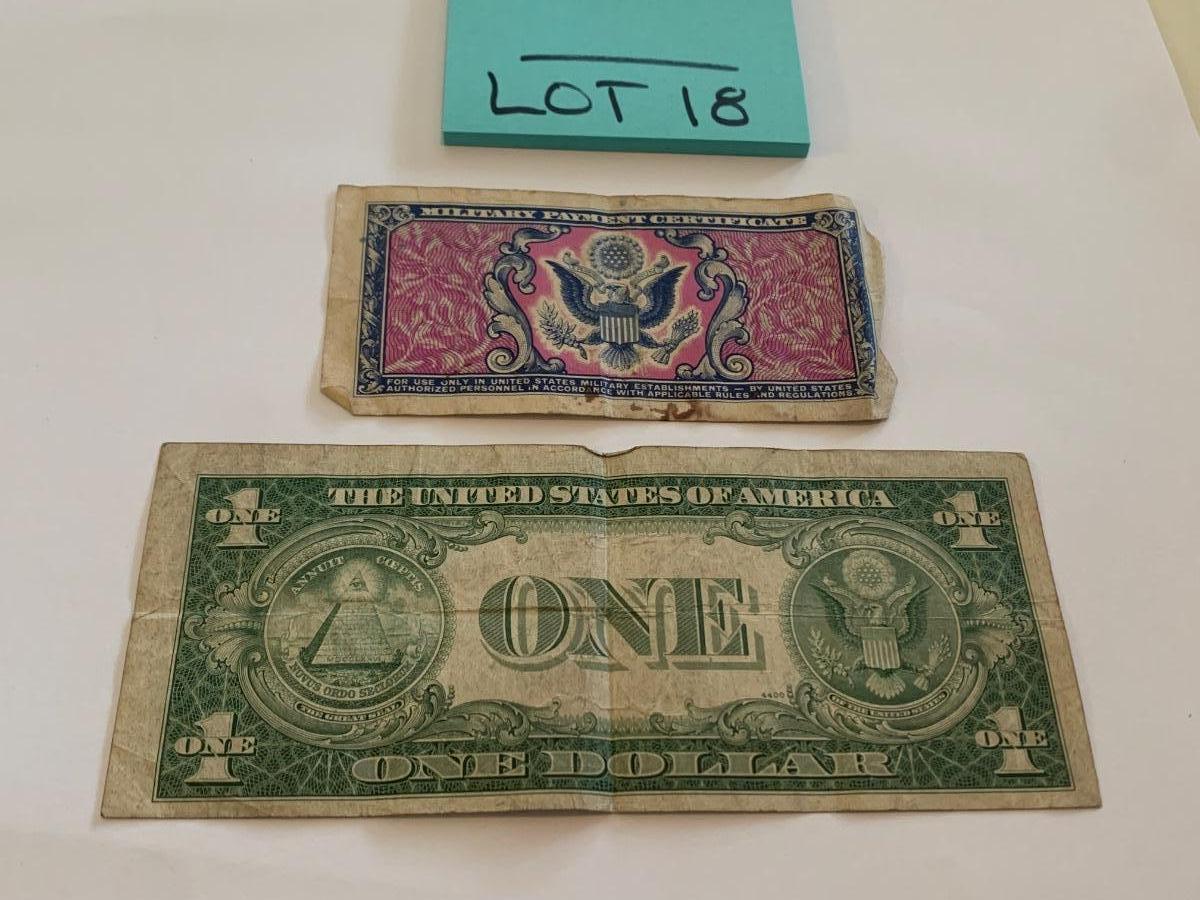 LOT 18
MILITARY PAYMENT CERTIFICATE
FOR USE ONLY IN UNITED STATES MILITARY ESTABLISHMENTS — BY UNITED STATES
AUTHORIZED PERSONNEL IN ACCORDANCE WITH APPLICABLE RULES AND REGULATIONS.
THE UNITED STATES OF AMERICA
1 ONE
1 ONE
ANNUIT CŒPTIS
NOVUS ORDO SECLORUM
THE GREAT SEAL
ONE
4400
OF THE UNITED STATES
1 ONE
1 ONE
ONE DOLLAR